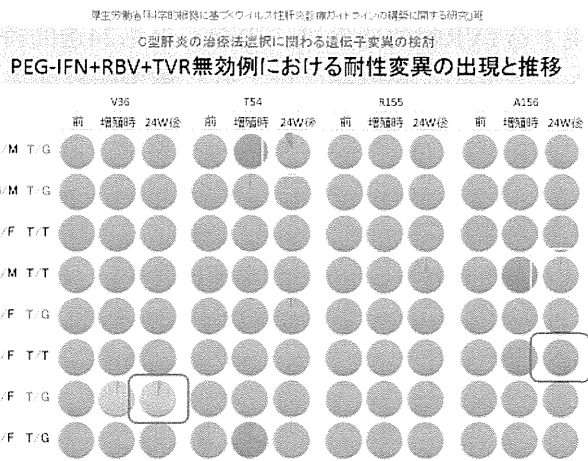 厚生労働省「科学的根拠に基づくウイルス性肝炎診療ガイドラインの構築に関する研究」班
C型肝炎の治療法選択に関わる遺伝子変異の検討
PEG-IFN+RBV+TVR無効例における耐性変異の出現と推移
V36 T54 R155 A156
前 増殖時 24W後 前 増殖時 24W後 前 増殖時 24W後 前 増殖時 24W後
/M T/G
/M T/G
/F T/T
/M T/T
/F T/G
/F T/T
/F T/G
/F T/G